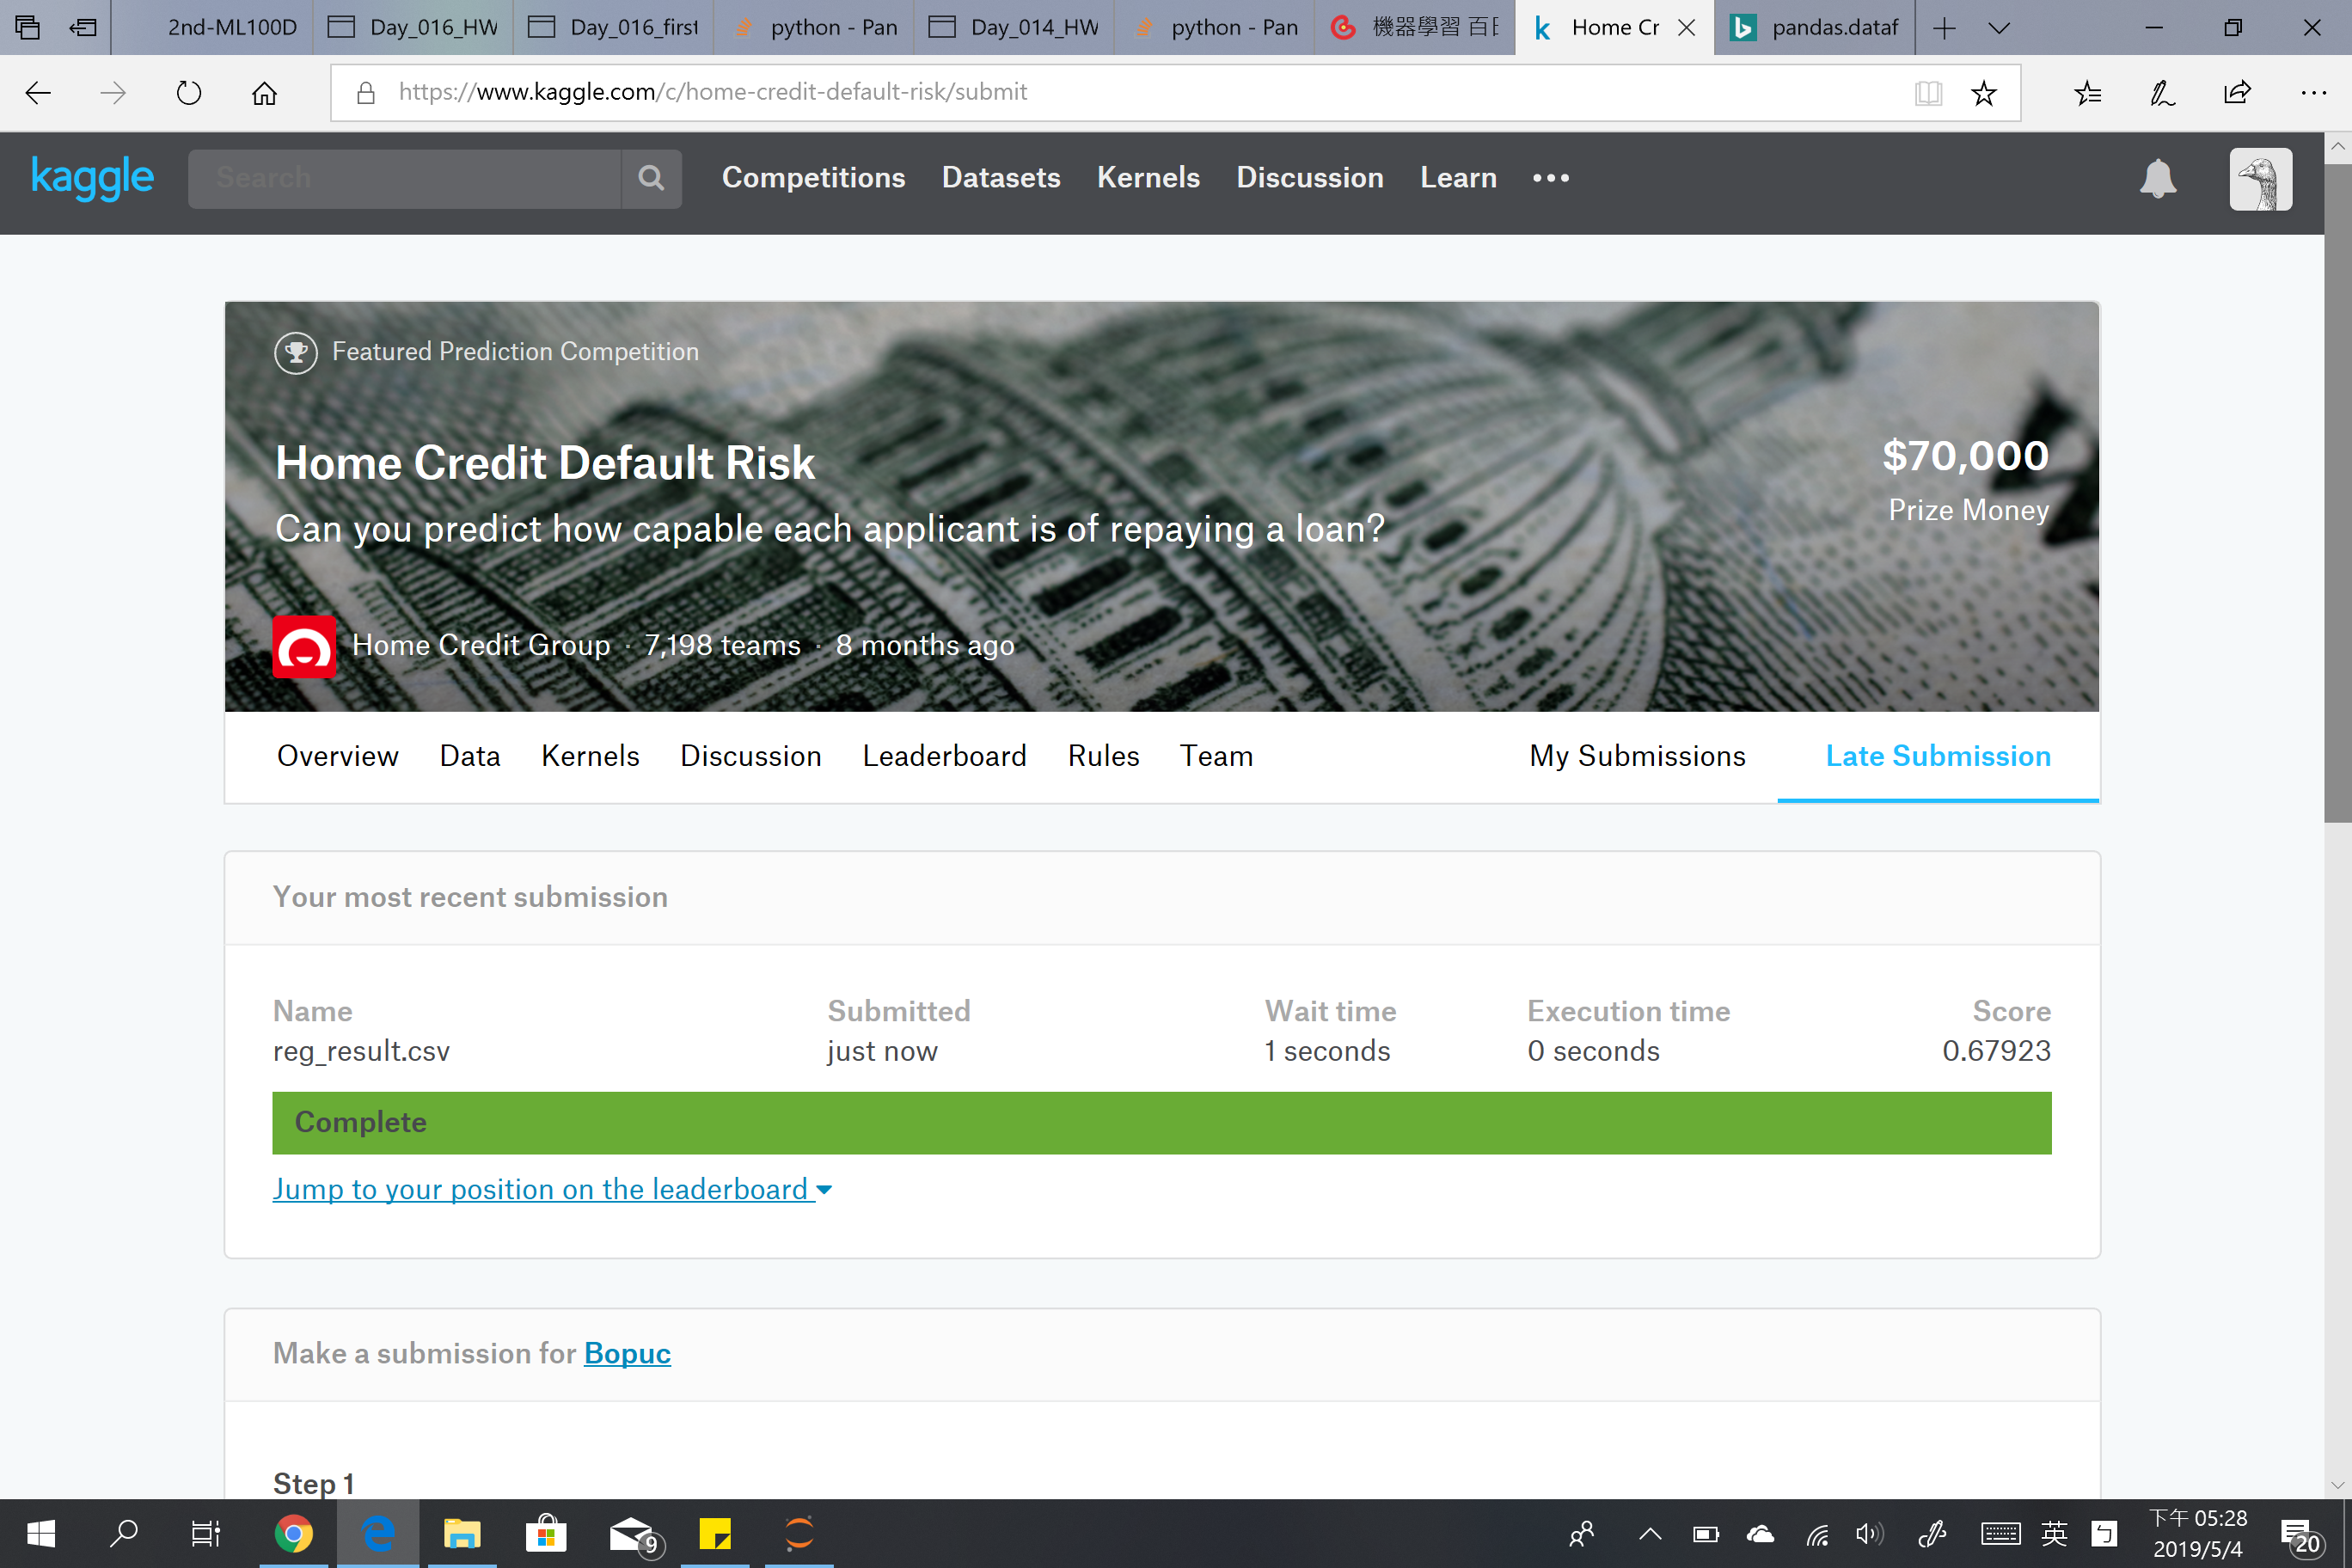 2nd-ML100D
Day_016_HW
Day_016_first
python - Pan
Day_014_HW
python - Pan
機器學習 百日
Home Cr
pandas.dataf
https://www.kaggle.com/c/home-credit-default-risk/submit
kaggle
Search
Competitions
Datasets
Kernels
Discussion
Learn
Featured Prediction Competition
Home Credit Default Risk
Can you predict how capable each applicant is of repaying a loan?
$70,000
Prize Money
Home Credit Group · 7,198 teams · 8 months ago
Overview
Data
Kernels
Discussion
Leaderboard
Rules
Team
My Submissions
Late Submission
Your most recent submission
Name Submitted Wait time Execution time Score
reg_result.csv just now 1 seconds 0 seconds 0.67923
Complete
Jump to your position on the leaderboard
Make a submission for Bopuc
Step 1
9
英
ㄅ
下午 05:28
2019/5/4
20